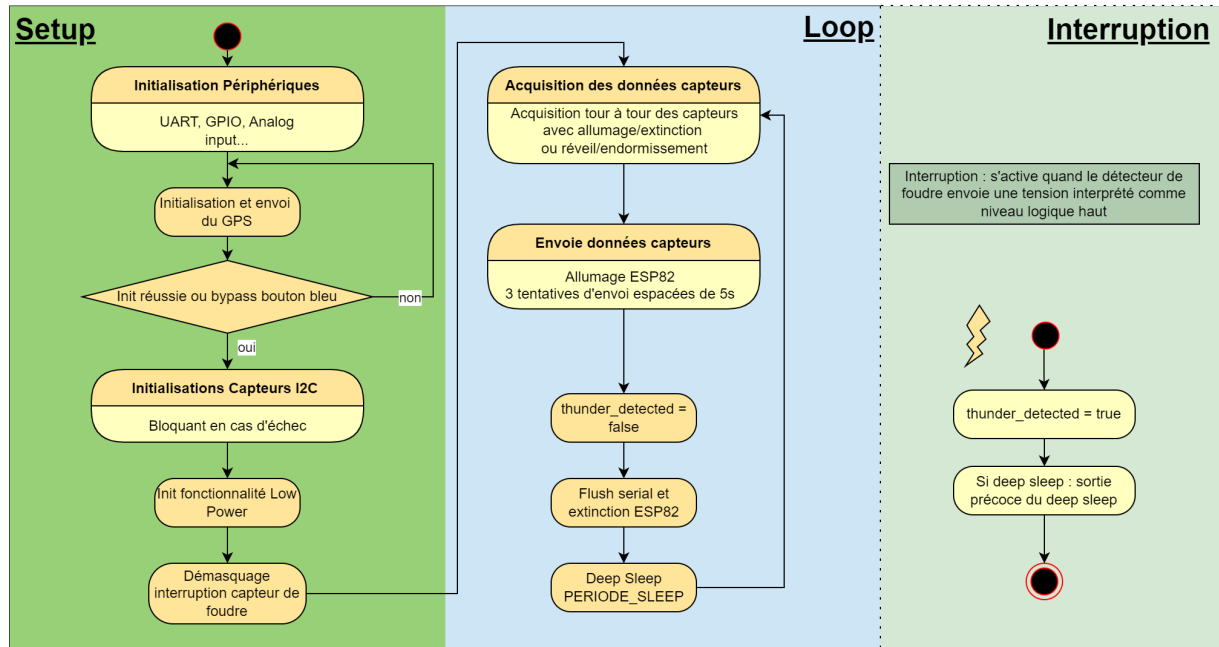 Setup
Initialisation Périphériques
UART, GPIO, Analog
input...
Initialisation et envoi
du GPS
Init réussie ou bypass bouton bleu
non
oui
Initialisations Capteurs I2C
Bloquant en cas d'échec
Init fonctionnalité Low
Power
Démasquage
interruption capteur de
foudre
Loop
Acquisition des données capteurs
Acquisition tour à tour des capteurs
avec allumage/extinction
ou réveil/endormissement
Envoie données capteurs
Allumage ESP82
3 tentatives d'envoi espacées de 5s
thunder_detected =
false
Flush serial et
extinction ESP82
Deep Sleep
PERIODE_SLEEP
Interruption
Interruption : s'active quand le détecteur de
foudre envoie une tension interprété comme
niveau logique haut
thunder_detected = true
Si deep sleep : sortie
précoce du deep sleep